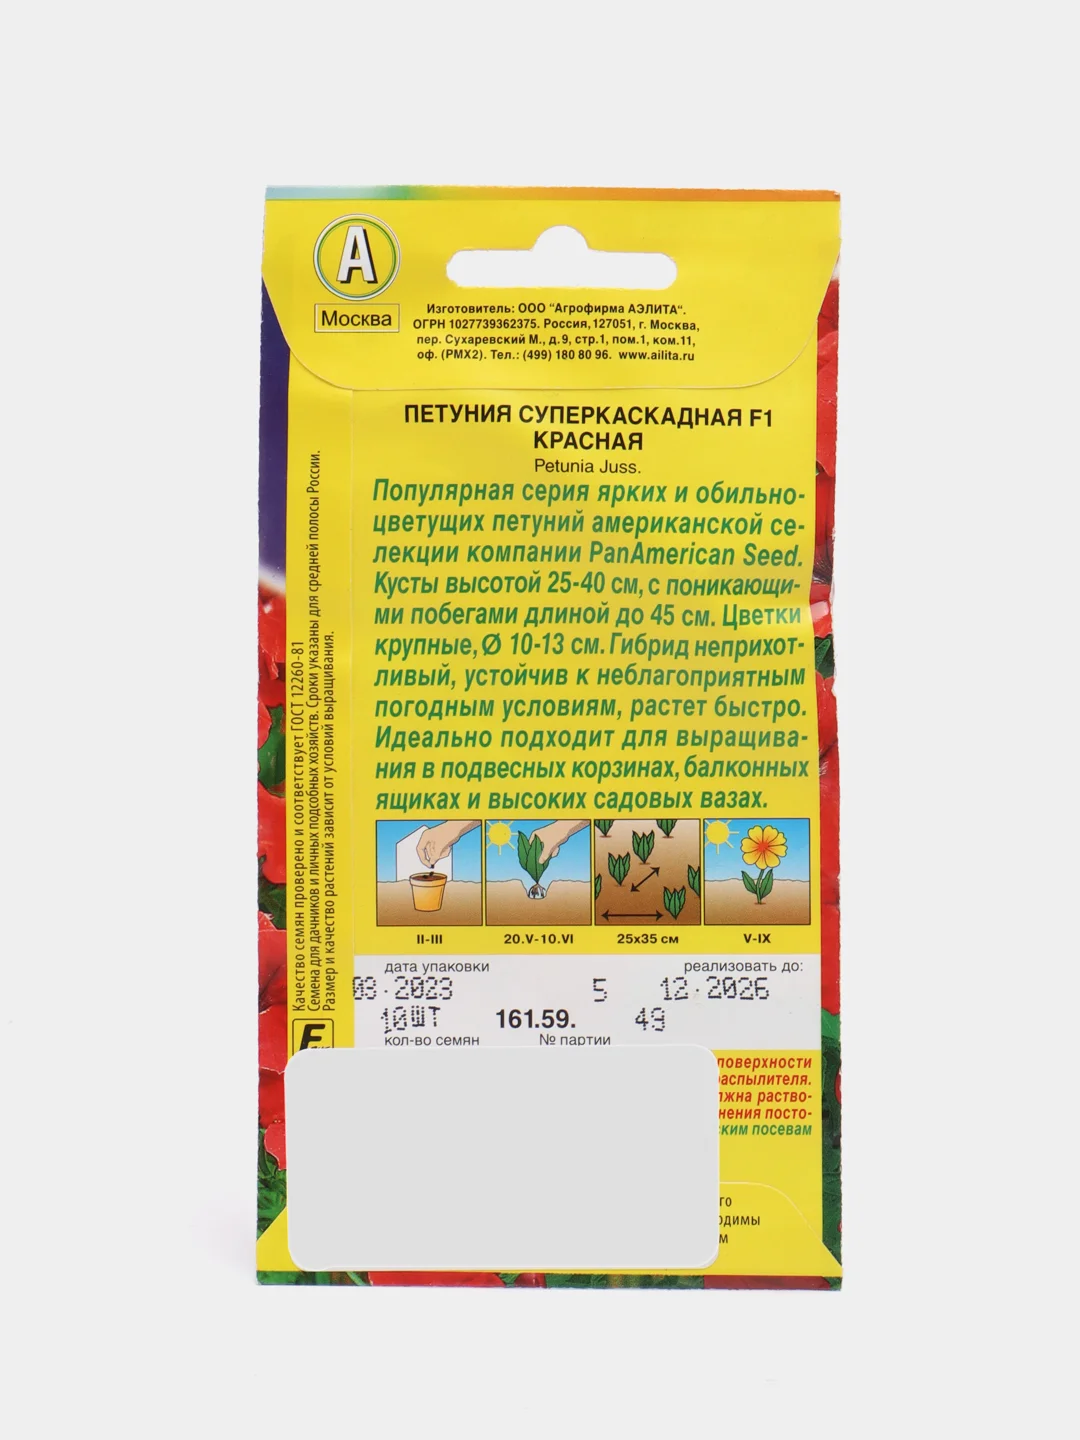 А
Москва
Изготовитель: ООО "Агрофирма АЭЛИТА".
ОГРН 1027739362375. Россия,127051, г. Москва,
пер. Сухаревский М., д.9, стр.1, пом.1, ком.11,
оф. (РМХ2). Тел.: (499) 180 80 96. www.ailita.ru
ПЕТУНИЯ СУПЕРКАСКАДНАЯ F1
КРАСНАЯ
Petunia Juss.
Популярная серия ярких и обильно-
цветущих петуний американской се-
лекции компании PanAmerican Seed.
Кусты высотой 25-40 см, с поникающи-
ми побегами длиной до 45 см. Цветки
крупные, Ø 10-13 см. Гибрид неприхот-
ливый, устойчив к неблагоприятным
погодным условиям, растет быстро.
Идеально подходит для выращива-
ния в подвесных корзинах, балконных
ящиках и высоких садовых вазах.
II-III
20.V-10.VI
25х35 см
V-IX
Качество семян проверено и соответствует ГОСТ 12260-81
Семена для дачников и личных подсобных хозяйств. Сроки указаны для средней полосы России.
Размер и качество растений зависит от условий выращивания.
дата упаковки
реализовать до:
03.2023
5
12.2026
10ШТ
161.59.
49
кол-во семян
№ партии
поверхности
распылителя.
раство-
нения посто-
ским посевам
го
одимы
м